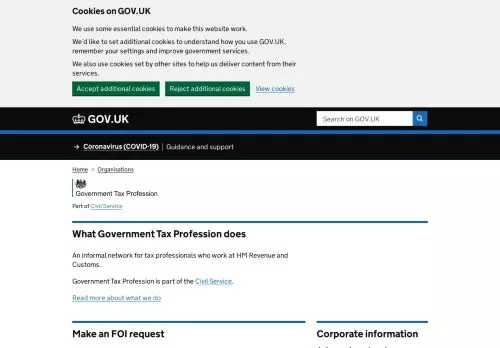 Cookies on GOV.UK
We use some essential cookies to make this website work.
We'd like to set additional cookies to understand how you use GOV.UK,
remember your settings and improve government services.
We also use cookies set by other sites to help us deliver content from their
services.
Accept additional cookies Reject additional cookies View cookies
GOV.UK Search on GOV.UK
→ Coronavirus (COVID-19) | Guidance and support
Home > Organisations
Government Tax Profession
Part of Civil Service
What Government Tax Profession does
An informal network for tax professionals who work at HM Revenue and
Customs.
Government Tax Profession is part of the Civil Service.
Read more about what we do
Make an FOI request Corporate information